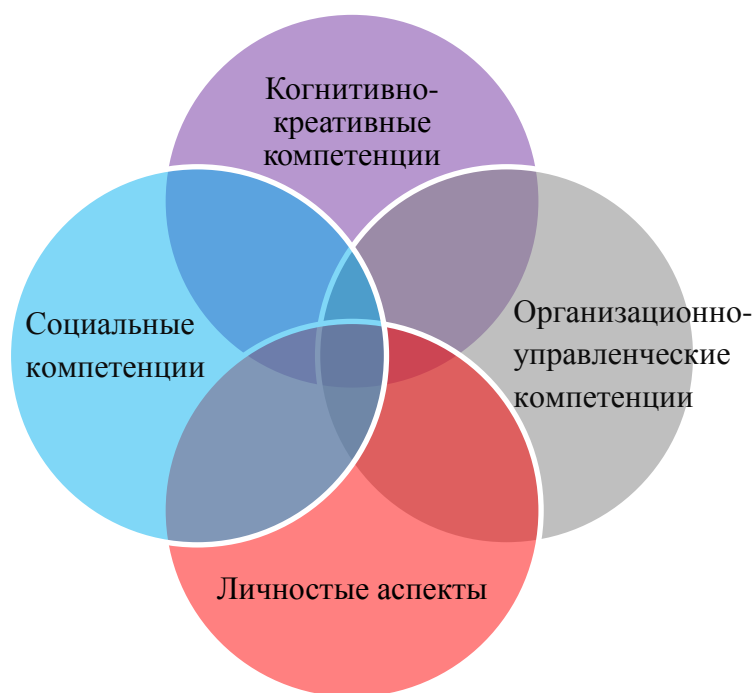 Когнитивно-
креативные
компетенции
Социальные
компетенции
Организационно-
управленческие
компетенции
Личностые аспекты